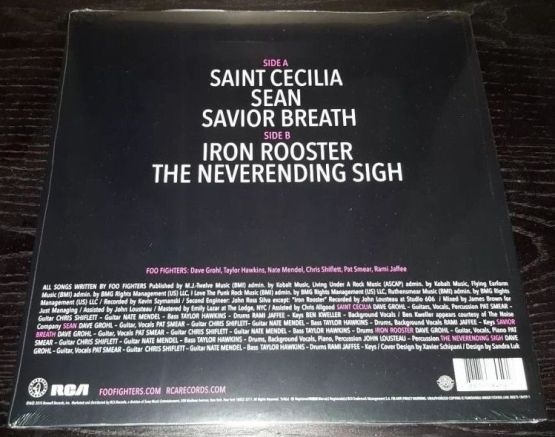 SIDE A
SAINT CECILIA
SEAN
SAVIOR BREATH
SIDE B
IRON ROOSTER
THE NEVERENDING SIGH
FOO FIGHTERS: Dave Grohl, Taylor Hawkins, Nate Mendel, Chris Shiflett, Pat Smear, Rami Jaffee
ALL SONGS WRITTEN BY FOO FIGHTERS Published by M.J.-Twelve Music (BMI) admin. by Kobalt Music, Living Under A Rock Music (ASCAP) admin. by Kobalt Music, Flying Earform
Music (BMI) admin. by BMG Rights Management (US) LLC, I Love The Punk Rock Music (BMI) admin. by BMG Rights Management (US) LLC, Ruthensmear Music (BMI) admin. by BMG Rights
Management (US) LLC / Recorded by Kevin Szymanski / Second Engineer: John Ross Silva except: "Iron Rooster" Recorded by John Lousteau at Studio 606 / Mixed by James Brown for
Just Managing / Assisted by John Lousteau / Mastered by Emily Lazar at The Lodge, NYC / Assisted by Chris Allgood SAINT CECILIA DAVE GROHL - Guitars, Vocals, Percussion PAT SMEAR -
Guitar CHRIS SHIFLETT - Guitar NATE MENDEL - Bass TAYLOR HAWKINS - Drums RAMI JAFFEE - Keys BEN KWELLER - Background Vocals / Ben Kweller appears courtesy of The Noise
Company SEAN DAVE GROHL - Guitar, Vocals PAT SMEAR - Guitar CHRIS SHIFLETT - Guitar NATE MENDEL - Bass TAYLOR HAWKINS - Drums, Background Vocals RAMI JAFFEE - Keys SAVIOR
BREATH DAVE GROHL - Guitar, Vocals PAT SMEAR - Guitar CHRIS SHIFLETT - Guitar NATE MENDEL - Bass TAYLOR HAWKINS - Drums IRON ROOSTER DAVE GROHL - Guitar, Vocals, Piano PAT
SMEAR - Guitar CHRIS SHIFLETT - Guitar NATE MENDEL - Bass TAYLOR HAWKINS - Drums, Background Vocals, Piano, Percussion JOHN LOUSTEAU - Percussion THE NEVERENDING SIGH DAVE
GROHL - Guitar, Vocals PAT SMEAR - Guitar CHRIS SHIFLETT - Guitar NATE MENDEL - Bass TAYLOR HAWKINS - Drums RAMI JAFFEE - Keys / Cover Design by Xavier Schipani / Design by Sandra Luk
RCA FOOFIGHTERS.COM RCARECORDS.COM